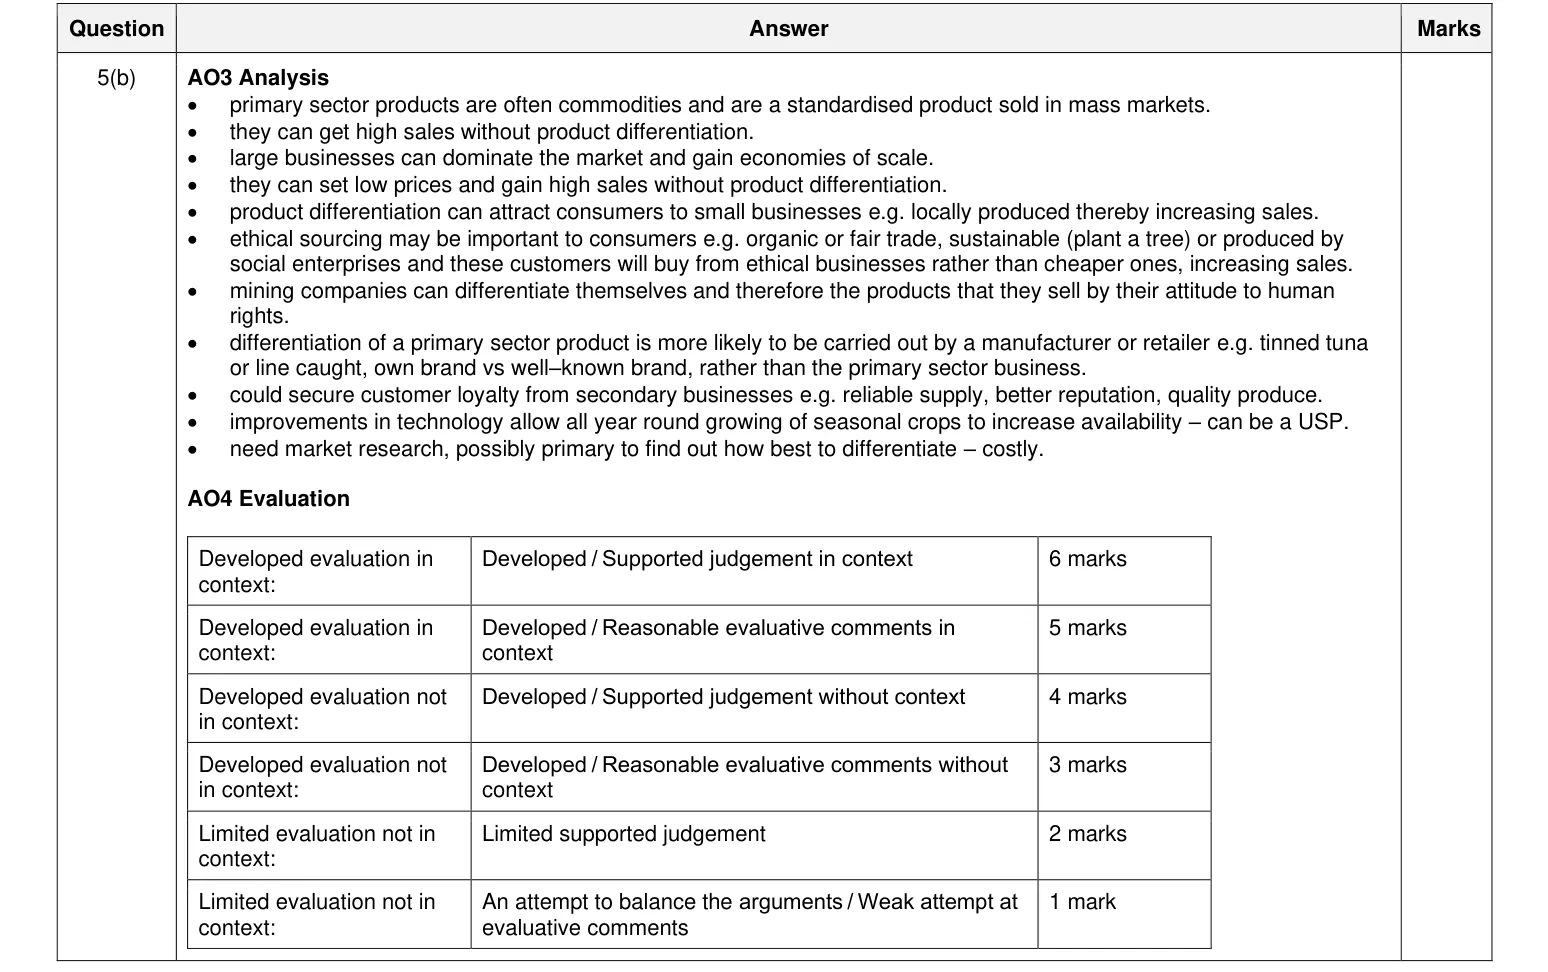 Question Answer Marks
5(b) AO3 Analysis
• primary sector products are often commodities and are a standardised product sold in mass markets.
• they can get high sales without product differentiation.
• large businesses can dominate the market and gain economies of scale.
• they can set low prices and gain high sales without product differentiation.
• product differentiation can attract consumers to small businesses e.g. locally produced thereby increasing sales.
• ethical sourcing may be important to consumers e.g. organic or fair trade, sustainable (plant a tree) or produced by
social enterprises and these customers will buy from ethical businesses rather than cheaper ones, increasing sales.
• mining companies can differentiate themselves and therefore the products that they sell by their attitude to human
rights.
• differentiation of a primary sector product is more likely to be carried out by a manufacturer or retailer e.g. tinned tuna
or line caught, own brand vs well–known brand, rather than the primary sector business.
• could secure customer loyalty from secondary businesses e.g. reliable supply, better reputation, quality produce.
• improvements in technology allow all year round growing of seasonal crops to increase availability – can be a USP.
• need market research, possibly primary to find out how best to differentiate – costly.
AO4 Evaluation
Developed evaluation in Developed / Supported judgement in context 6 marks
context:
Developed evaluation in Developed / Reasonable evaluative comments in 5 marks
context: context
Developed evaluation not Developed / Supported judgement without context 4 marks
in context:
Developed evaluation not Developed / Reasonable evaluative comments without 3 marks
in context: context
Limited evaluation not in Limited supported judgement 2 marks
context:
Limited evaluation not in An attempt to balance the arguments / Weak attempt at 1 mark
context: evaluative comments